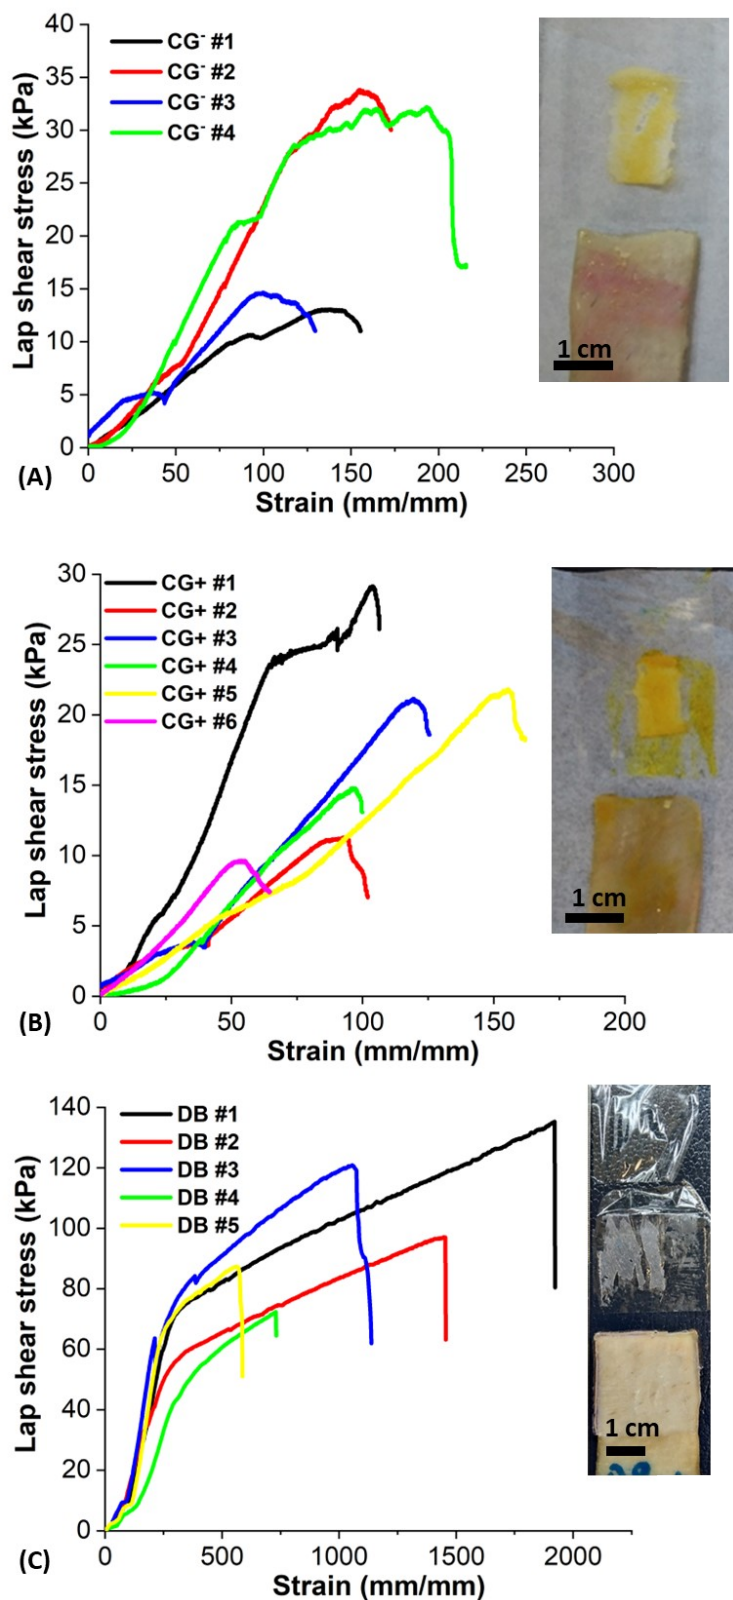 40
35
30
25
20
15
10
5
0
Lap shear stress (kPa)
CG⁻ #1
CG⁻ #2
CG⁻ #3
CG⁻ #4
1 cm
0 50 100 150 200 250 300
(A)
Strain (mm/mm)
30
25
20
15
10
5
0
Lap shear stress (kPa)
CG+ #1
CG+ #2
CG+ #3
CG+ #4
CG+ #5
CG+ #6
1 cm
0 50 100 150 200
(B)
Strain (mm/mm)
140
120
100
80
60
40
20
0
Lap shear stress (kPa)
DB #1
DB #2
DB #3
DB #4
DB #5
1 cm
0 500 1000 1500 2000
(C)
Strain (mm/mm)